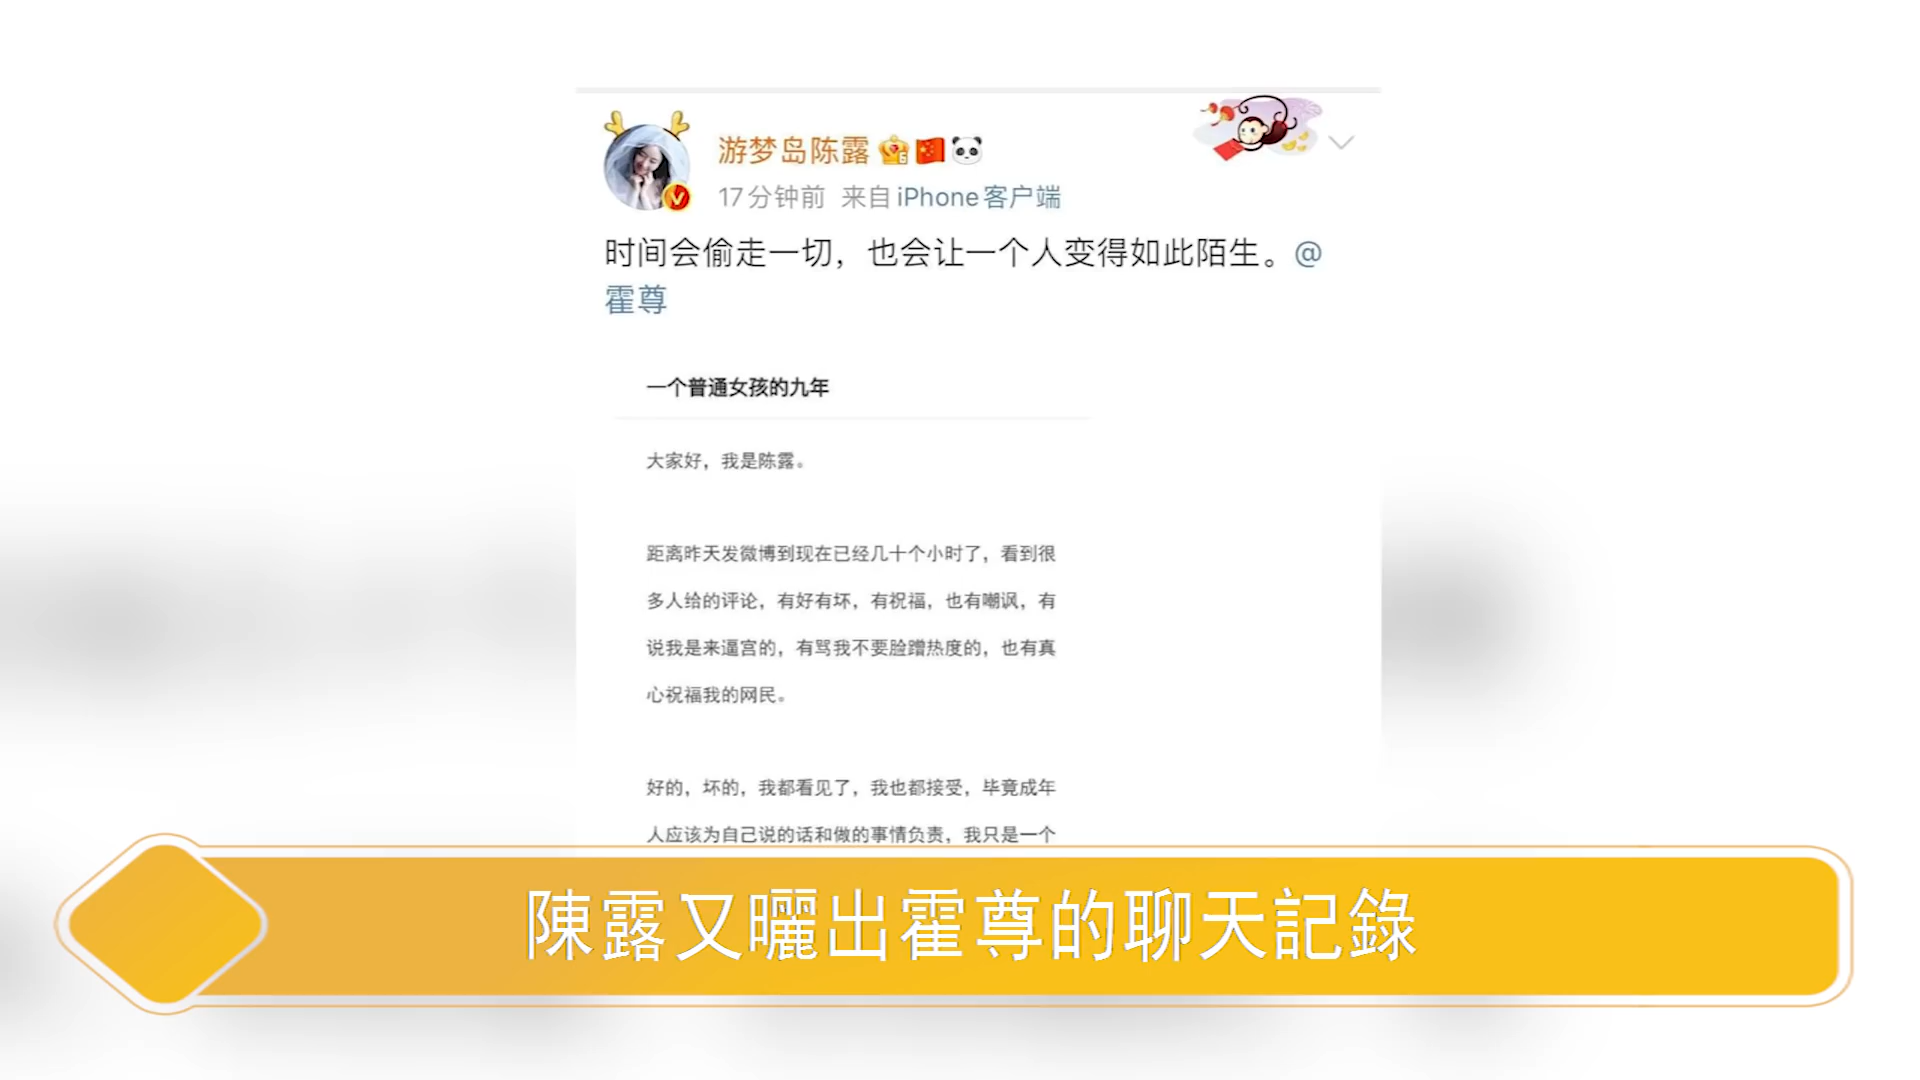 游梦岛陈露
17分钟前 来自iPhone客户端
时间会偷走一切，也会让一个人变得如此陌生。@
霍尊
一个普通女孩的九年
大家好，我是陈露。
距离昨天发微博到现在已经几十个小时了，看到很
多人给的评论，有好有坏，有祝福，也有嘲讽，有
说我是来逼宫的，有骂我不要脸蹭热度的，也有真
心祝福我的网民。
好的，坏的，我都看见了，我也都接受，毕竟成年
人应该为自己说的话和做的事情负责，我只是一个
陳露又曬出霍尊的聊天記錄